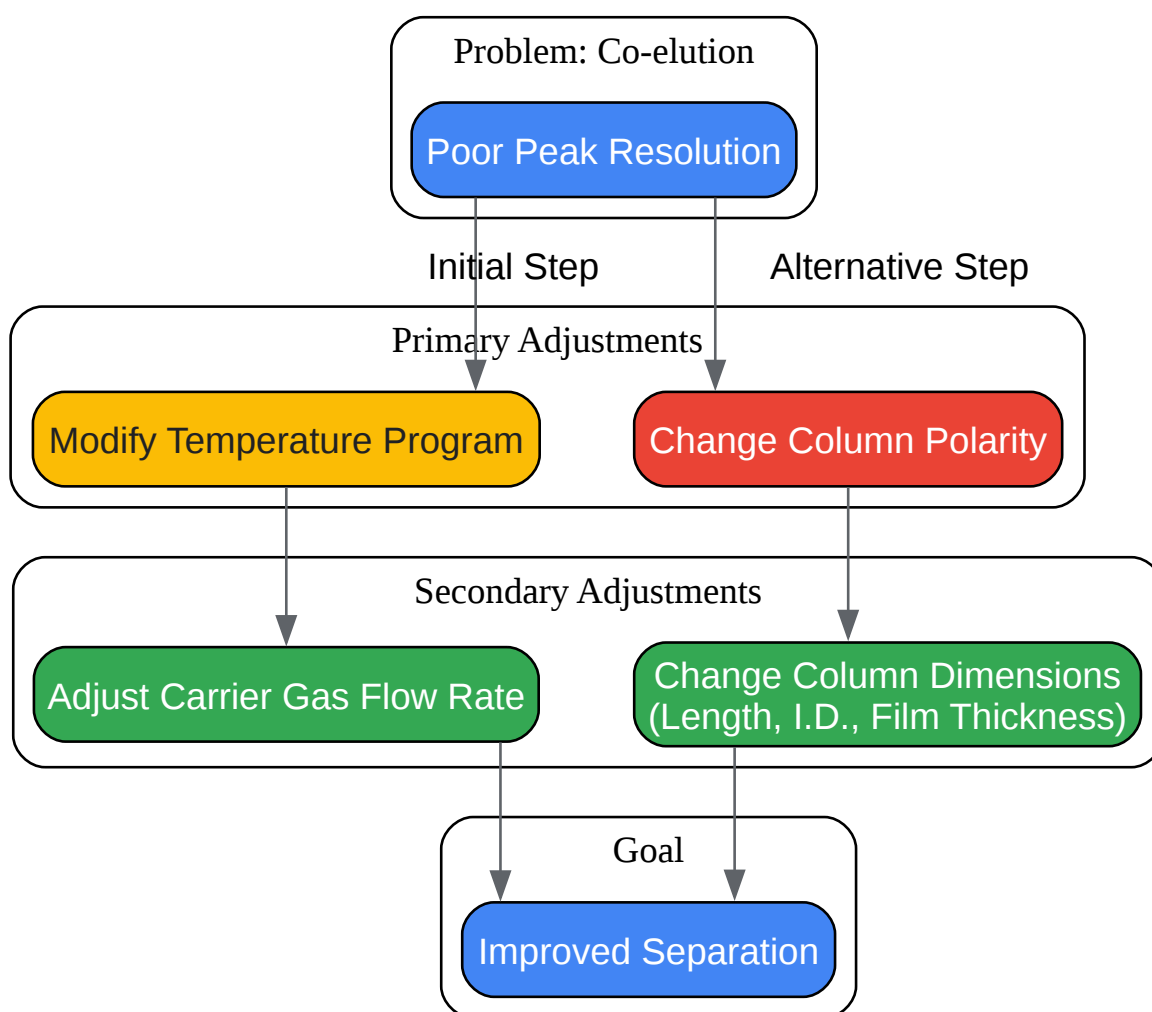 Problem: Co-elution
Poor Peak Resolution
Initial Step
Alternative Step
Primary Adjustments
Modify Temperature Program
Change Column Polarity
Secondary Adjustments
Adjust Carrier Gas Flow Rate
Change Column Dimensions
(Length, I.D., Film Thickness)
Goal
Improved Separation